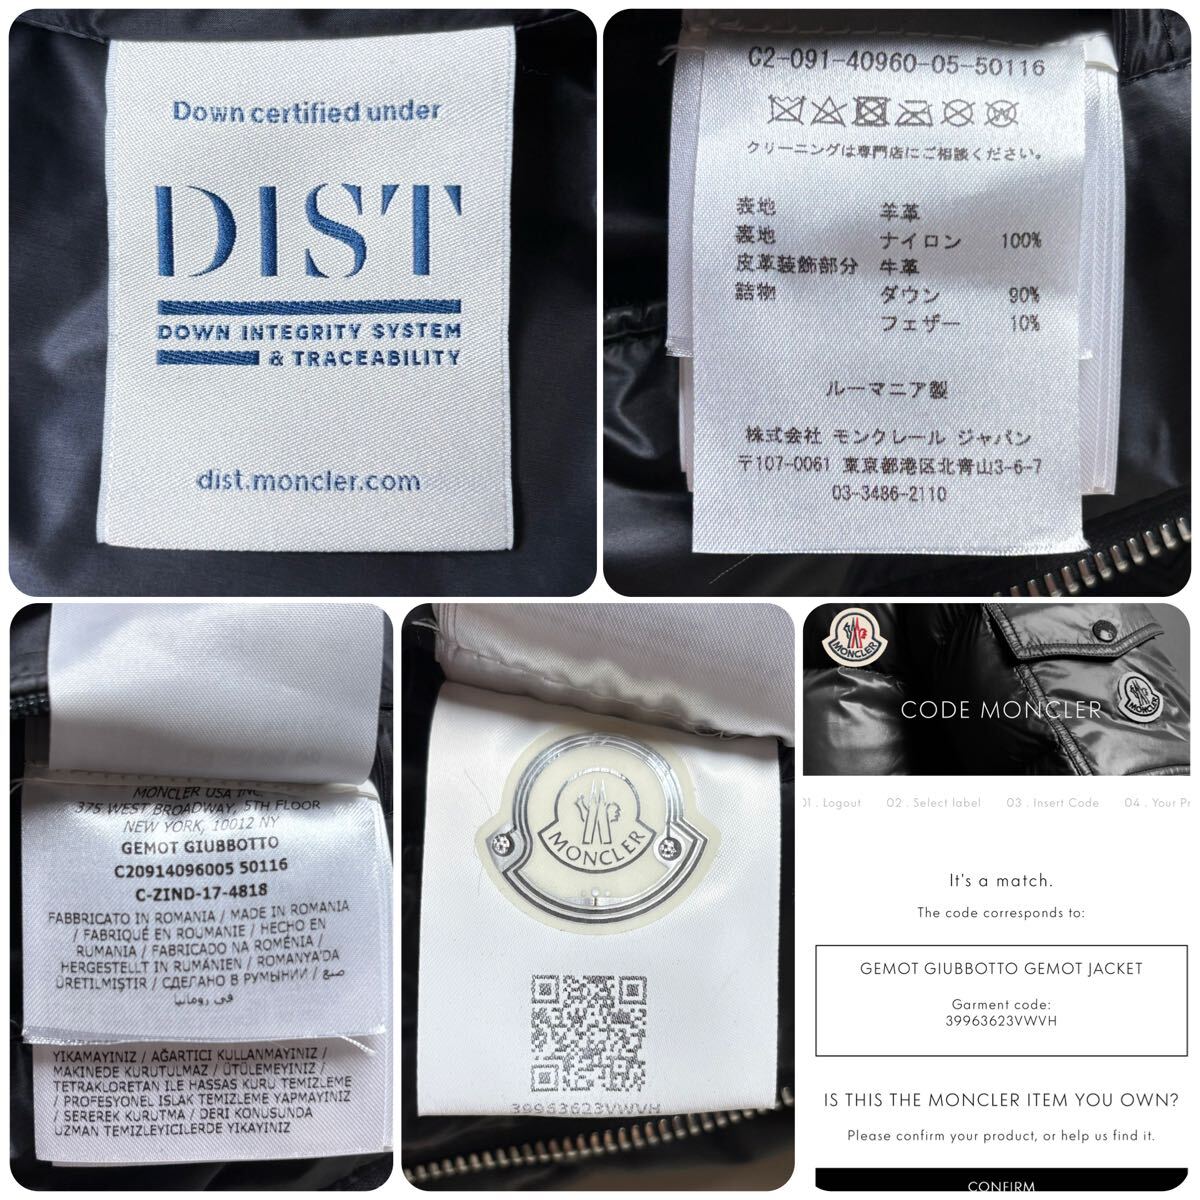 Down certified under
DIST
DOWN INTEGRITY SYSTEM
& TRACEABILITY
dist.moncler.com
C2-091-40960-05-50116
クリーニングは専門店にご相談ください。
表地 羊革
裏地 ナイロン 100%
皮革装飾部分 牛革
詰物 ダウン 90%
フェザー 10%
ルーマニア製
株式会社 モンクレール ジャパン
〒107-0061 東京都港区北青山3-6-7
03-3486-2110
MONCLER USA INC.
375 WEST BROADWAY, 5TH FLOOR
NEW YORK, 10012 NY
GEMOT GIUBBOTTO
C20914096005 50116
C-ZIND-17-4818
FABBRICATO IN ROMANIA / MADE IN ROMANIA
/ FABRIQUÉ EN ROUMANIE / HECHO EN
RUMANIA / FABRICADO NA ROMÉNIA /
HERGESTELLT IN RUMÄNIEN / ROMANYA'DA
ÜRETILMIŞTIR / СДЕЛАНО В РУМЫНИИ / صنع
في رومانيا
YIKAMAYINIZ / AĞARTICI KULLANMAYINIZ /
MAKINEDE KURUTULMAZ / ÜTÜLEMEYINIZ /
TETRAKLORETAN ILE HASSAS KURU TEMIZLEME
/ PROFESYONEL ISLAK TEMIZLEME YAPMAYINIZ
/ SEREREK KURUTMA / DERI KONUSUNDA
UZMAN TEMIZLEYICILERDE YIKAYINIZ
MONCLER
39963623VWVH
MONCLER
CODE MONCLER
MONCLER
01 . Logout 02 . Select label 03 . Insert Code 04 . Your Pr
It's a match.
The code corresponds to:
GEMOT GIUBBOTTO GEMOT JACKET
Garment code:
39963623VWVH
IS THIS THE MONCLER ITEM YOU OWN?
Please confirm your product, or help us find it.
CONFIRM